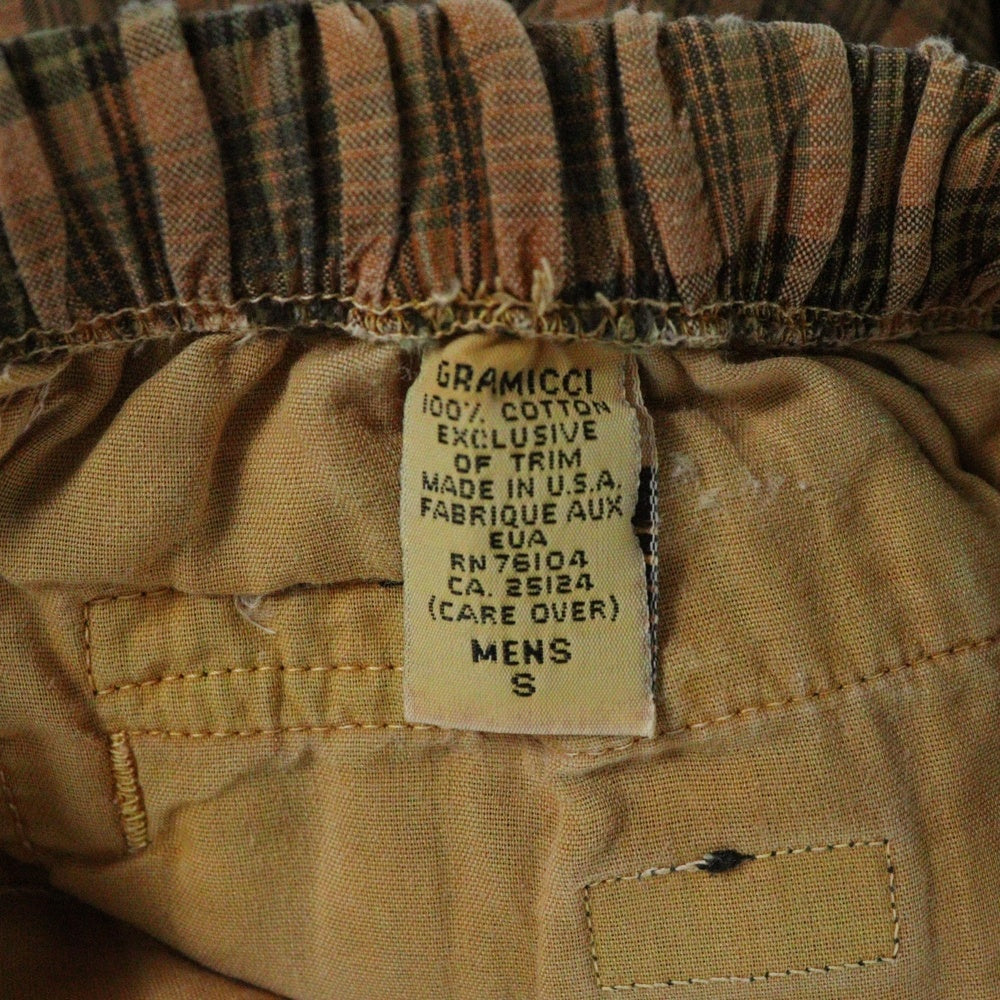 GRAMICCI
100% COTTON
EXCLUSIVE
OF TRIM
MADE IN U.S.A.
FABRIQUE AUX
EUA
RN 76104
CA. 25124
(CARE OVER)
MENS
S